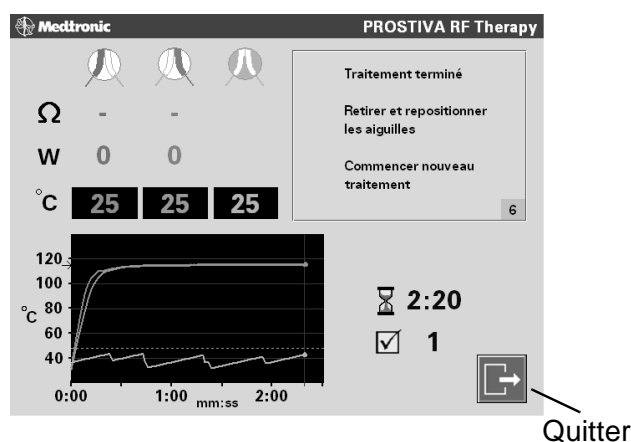 Medtronic PROSTIVA RF Therapy
Traitement terminé
Retirer et repositionner
les aiguilles
Commencer nouveau
traitement
6
Ω - -
W 0 0
°C 25 25 25
120
100
80
60
40
°C
0:00 1:00 mm:ss 2:00
2:20
1
Quitter